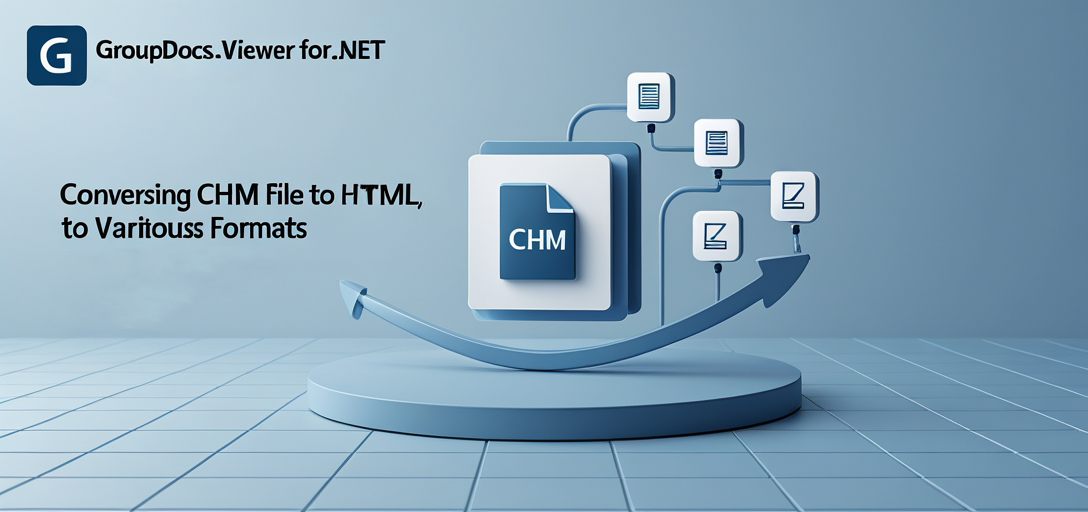 G GroupDocs.Viewer for.NET
Conversing CHM File to HTML,
to Varitouss Formats
CHM